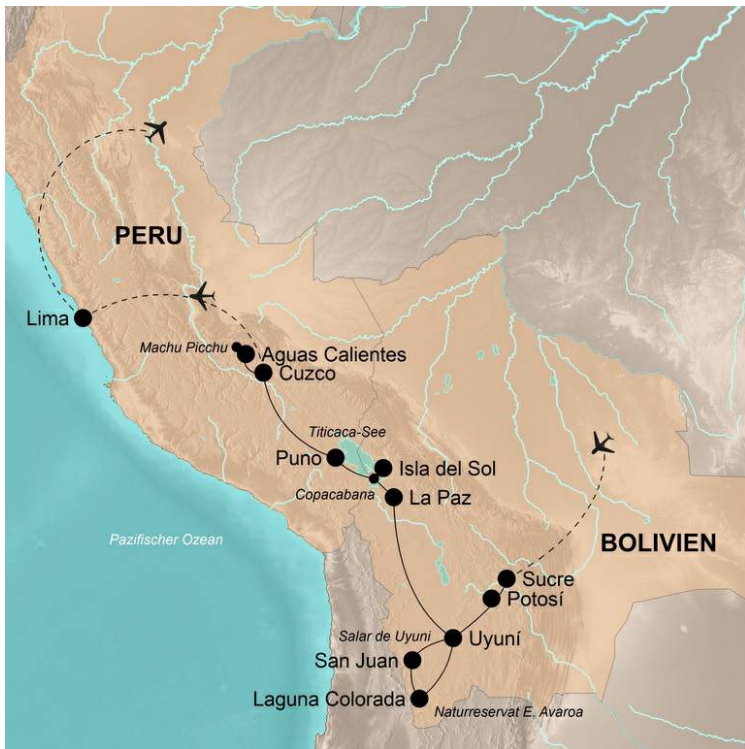 PERU
Lima
Machu Picchu
Aguas Calientes
Cuzco
Titicaca-See
Puno
Isla del Sol
Copacabana
La Paz
Pazifischer Ozean
BOLIVIEN
Sucre
Potosí
Salar de Uyuni
Uyuní
San Juan
Laguna Colorada
Naturreservat E. Avaroa